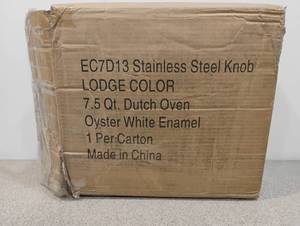 EC7D13 Stainless Steel Knob
LODGE COLOR
7.5 Qt. Dutch Oven
Oyster White Enamel
1 Per Carton
Made in China